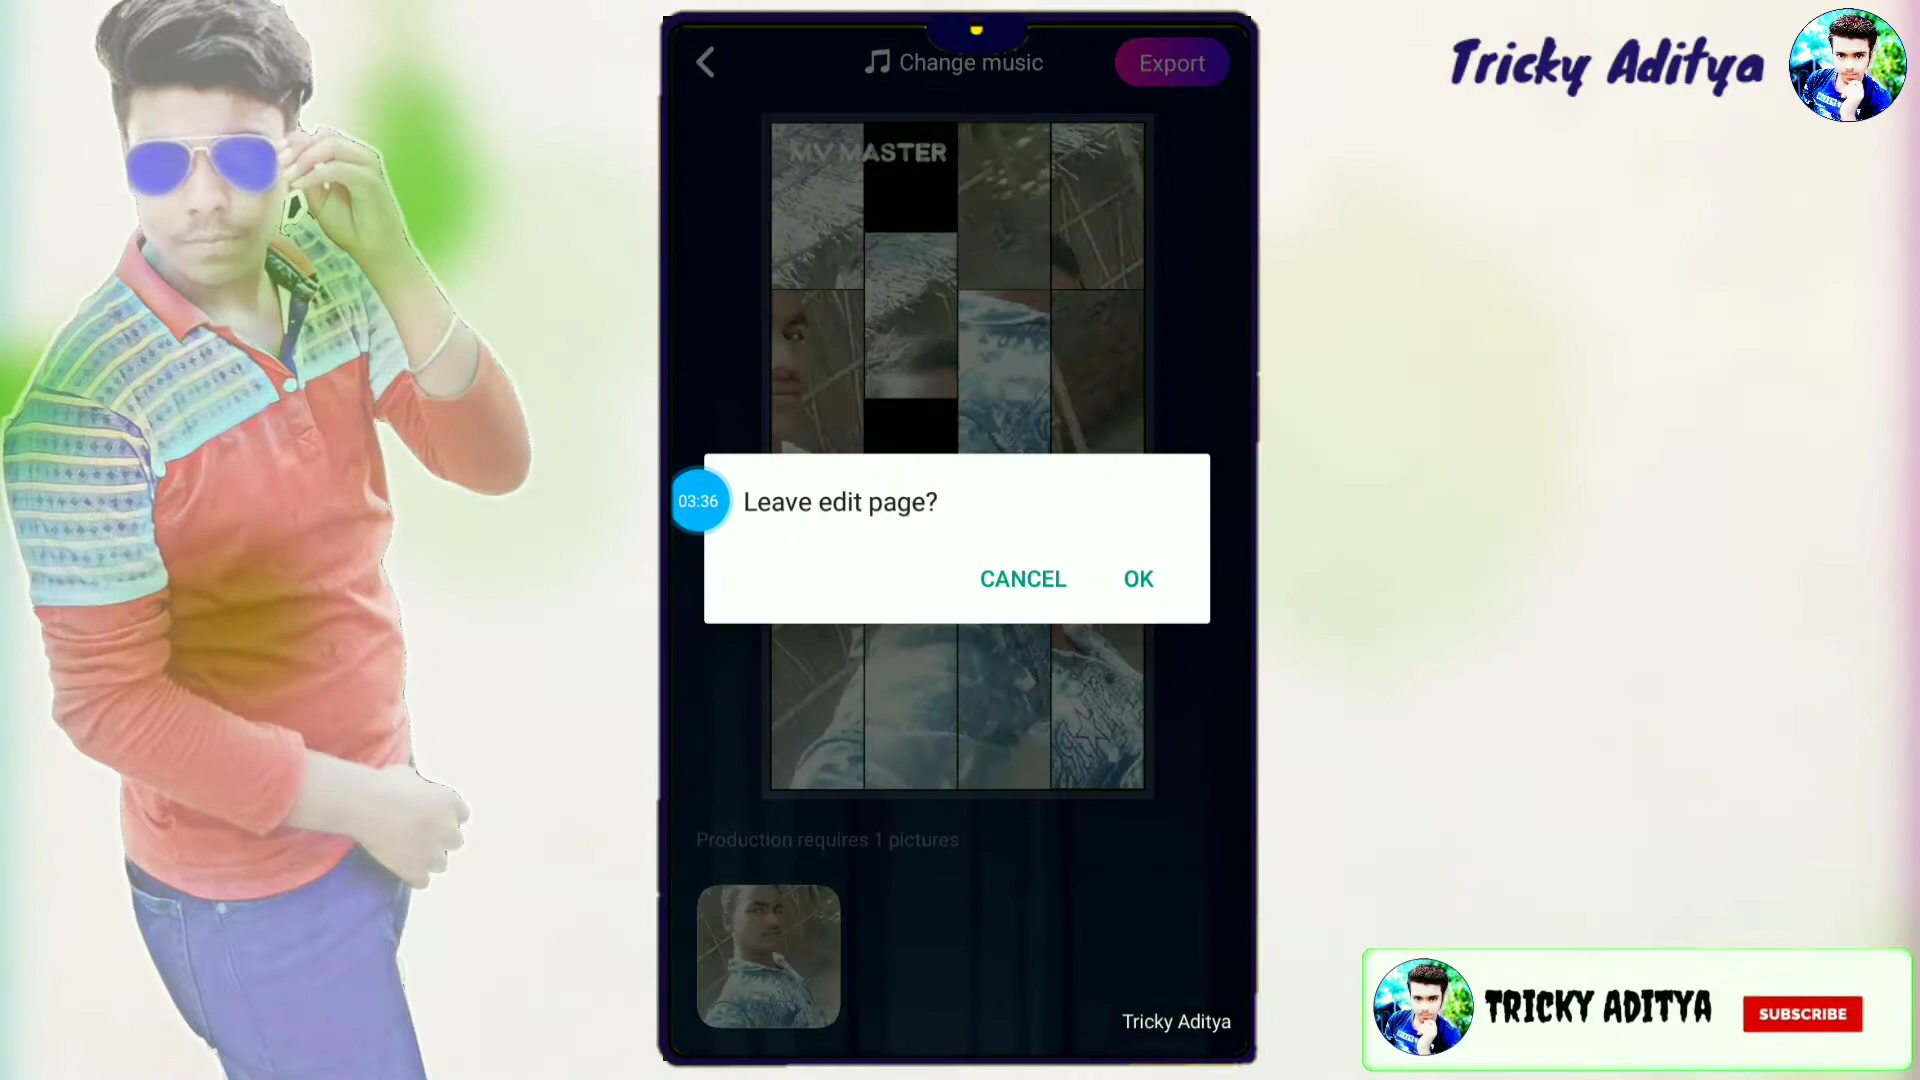 Change music
Export
Tricky Aditya
MV MASTER
03:36
Leave edit page?
CANCEL
OK
Production requires 1 pictures
Tricky Aditya
TRICKY ADITYA
SUBSCRIBE